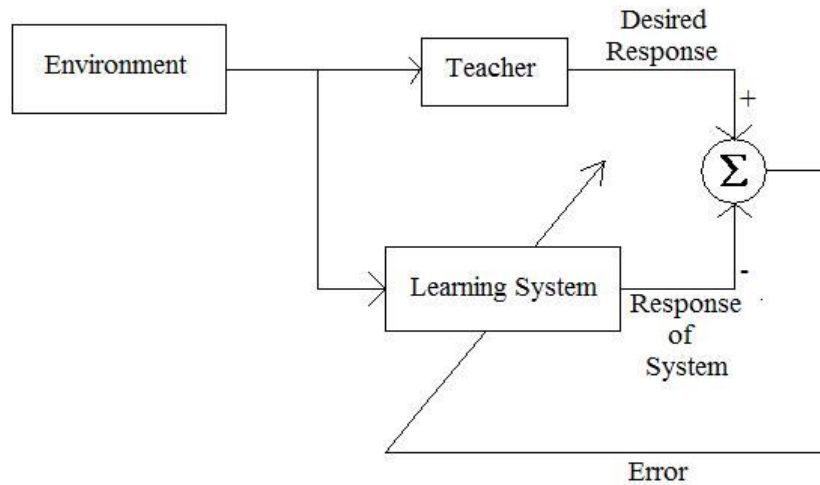 Desired
Response
Environment
Teacher
+
Σ
Learning System
-
Response
of
System
Error